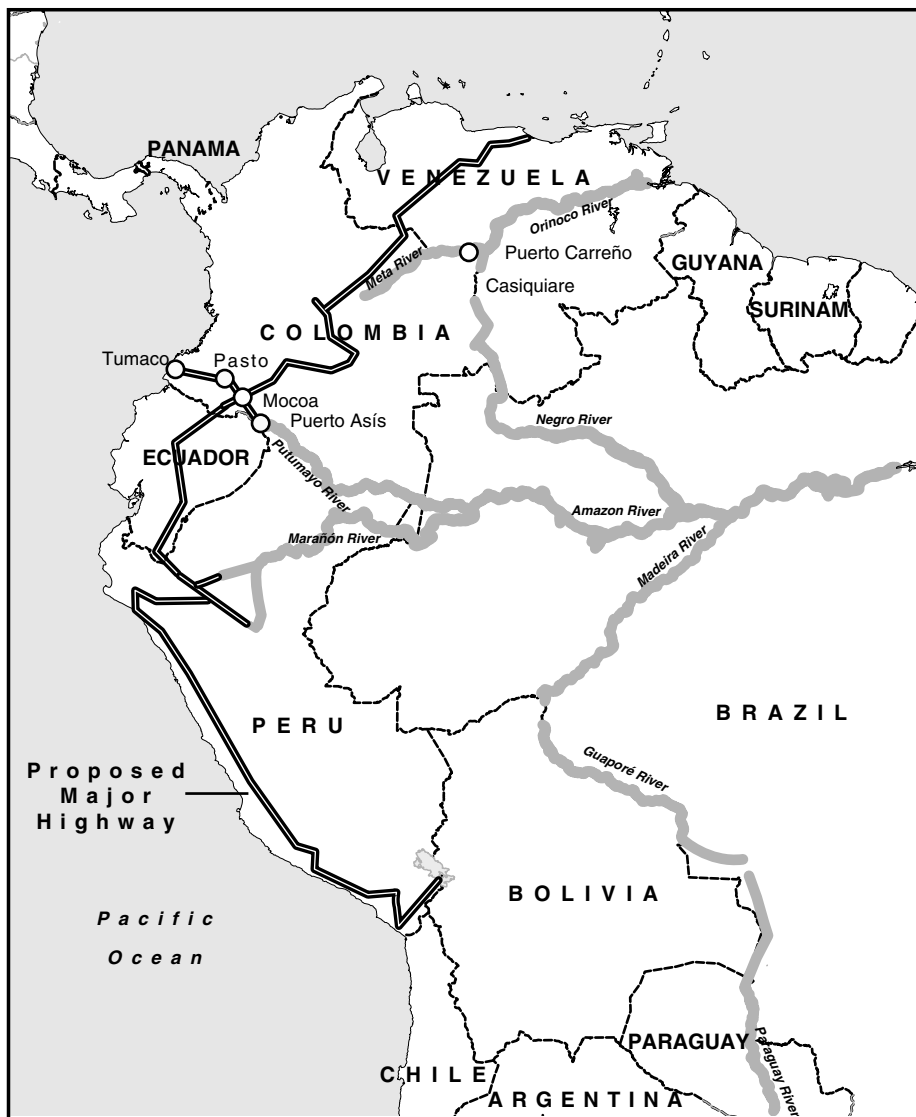 PANAMA
VENEZUELA
Orinoco River
Puerto Carreño
Meta River
GUYANA
Casiquiare
SURINAM
COLOMBIA
Tumaco
Pasto
Mocoa
Puerto Asís
Negro River
ECUADOR
Putumayo River
Amazon River
Marañón River
Madeira River
PERU
BRAZIL
Guaporé River
Proposed
Major
Highway
BOLIVIA
Pacific
Ocean
PARAGUAY
Paraguay River
CHILE
ARGENTINA